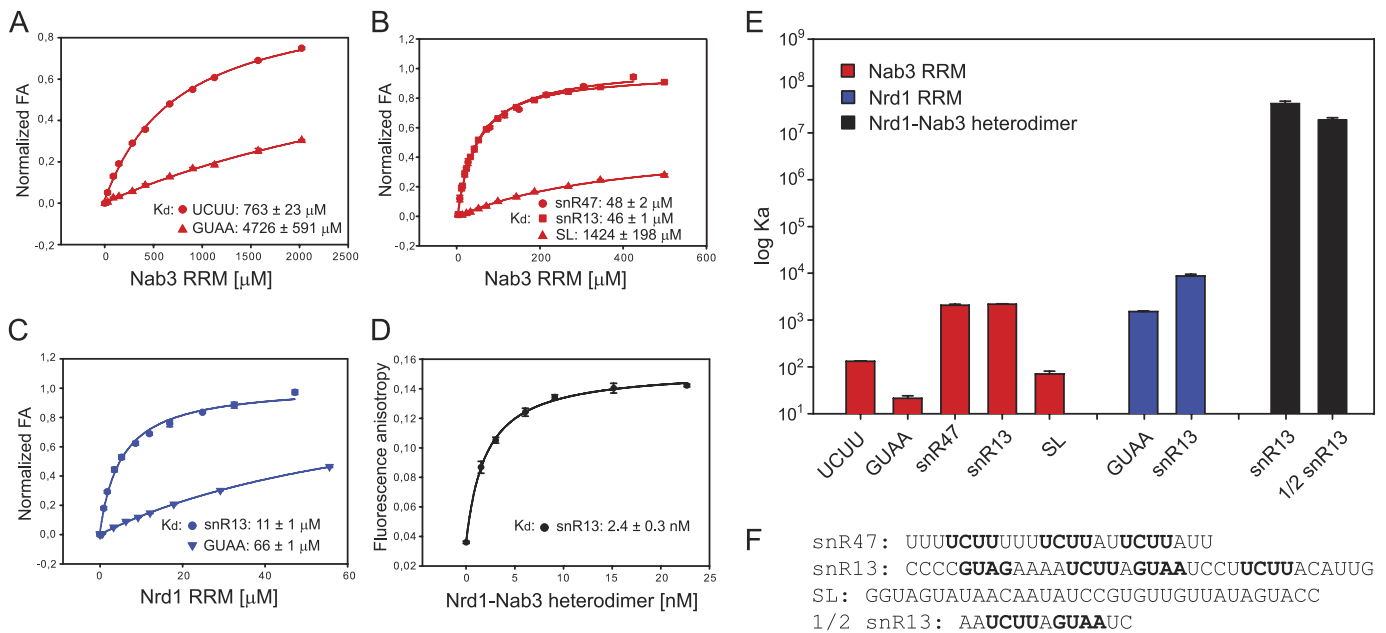 A
Normalized FA
0,8
0,6
0,4
0,2
0,0
-0,2
Kd: UCUU: 763 ± 23 μM
GUAA: 4726 ± 591 μM
0 500 1000 1500 2000 2500
Nab3 RRM [μM]
B
Normalized FA
1,2
1,0
0,8
0,6
0,4
0,2
0,0
-0,2
snR47: 48 ± 2 μM
Kd: snR13: 46 ± 1 μM
SL: 1424 ± 198 μM
0 200 400 600
Nab3 RRM [μM]
C
Normalized FA
1,2
1,0
0,8
0,6
0,4
0,2
0,0
-0,2
Kd: snR13: 11 ± 1 μM
GUAA: 66 ± 1 μM
0 20 40 60
Nrd1 RRM [μM]
D
Fluorescence anisotropy
0,16
0,14
0,12
0,10
0,08
0,06
0,04
0,02
Kd: snR13: 2.4 ± 0.3 nM
0 5 10 15 20 25
Nrd1-Nab3 heterodimer [nM]
E
log Ka
10⁹
10⁸
10⁷
10⁶
10⁵
10⁴
10³
10²
10¹
Nab3 RRM
Nrd1 RRM
Nrd1-Nab3 heterodimer
UCUU
GUAA
snR47
snR13
SL
GUAA
snR13
snR13
1/2 snR13
F
snR47: UUUUCUUUUUUCUUAUUCUUAUU
snR13: CCCCGUAGAAAAUCUUAGUAAUCCUUCUUACAUUG
SL: GGUAGUAUAACAAUAUCCGUGUUGUUAUAGUACC
1/2 snR13: AAUCUUAGUAAUC